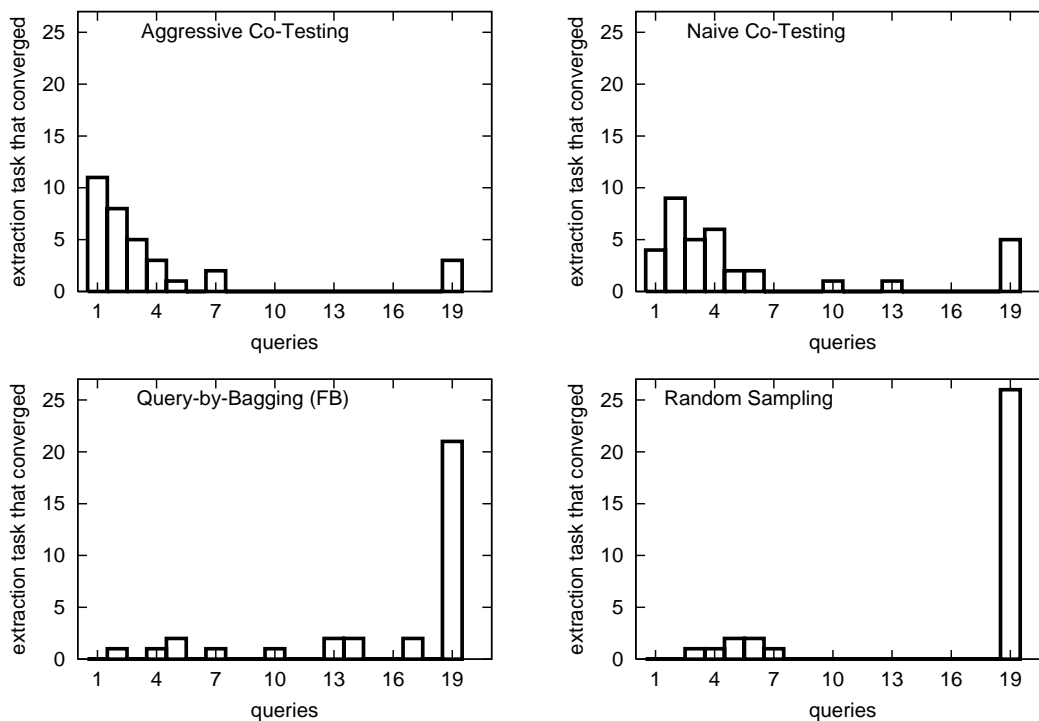 Aggressive Co-Testing
extraction task that converged
25
20
15
10
5
0
1 4 7 10 13 16 19
queries
Naive Co-Testing
extraction task that converged
25
20
15
10
5
0
1 4 7 10 13 16 19
queries
Query-by-Bagging (FB)
extraction task that converged
25
20
15
10
5
0
1 4 7 10 13 16 19
queries
Random Sampling
extraction task that converged
25
20
15
10
5
0
1 4 7 10 13 16 19
queries